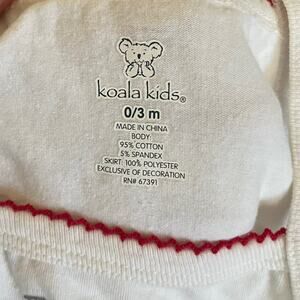 koala kids®
0/3 m
MADE IN CHINA
BODY:
95% COTTON
5% SPANDEX
SKIRT: 100% POLYESTER
EXCLUSIVE OF DECORATION
RN# 67391